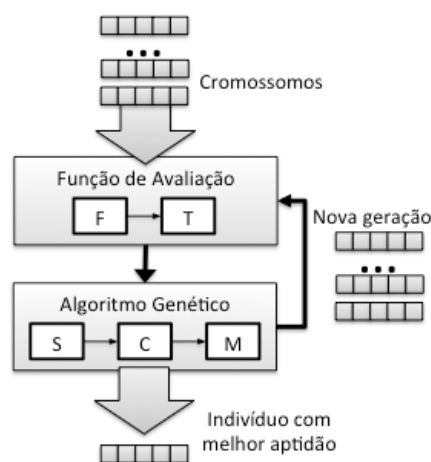 Cromossomos
Função de Avaliação
F T
Nova geração
Algoritmo Genético
S C M
Indivíduo com
melhor aptidão